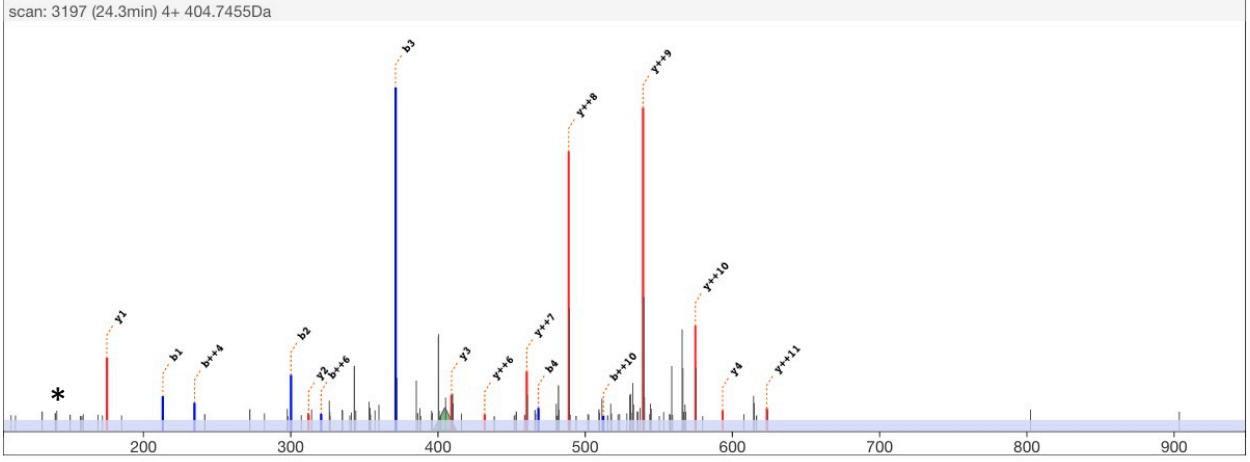 scan: 3197 (24.3min) 4+ 404.7455Da
b3
y++9
y++8
y++10
y1
b2
y++7
b1
b++4
y2
b++6
y3
y++6
b4
b++10
y4
y++11
*
200 300 400 500 600 700 800 900